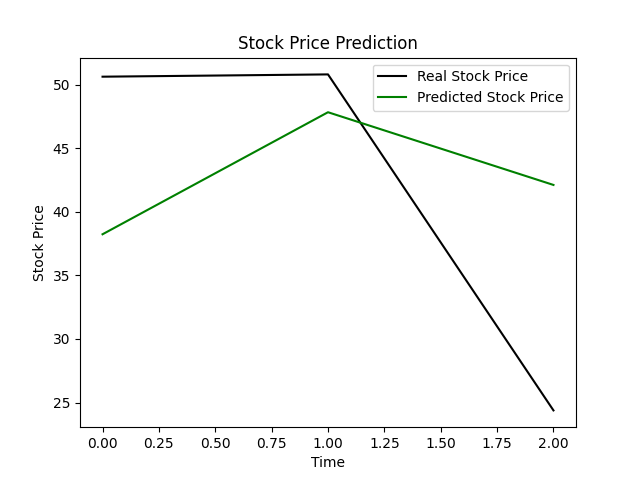 Stock Price Prediction
Real Stock Price
Predicted Stock Price
Stock Price
50
45
40
35
30
25
0.00 0.25 0.50 0.75 1.00 1.25 1.50 1.75 2.00
Time